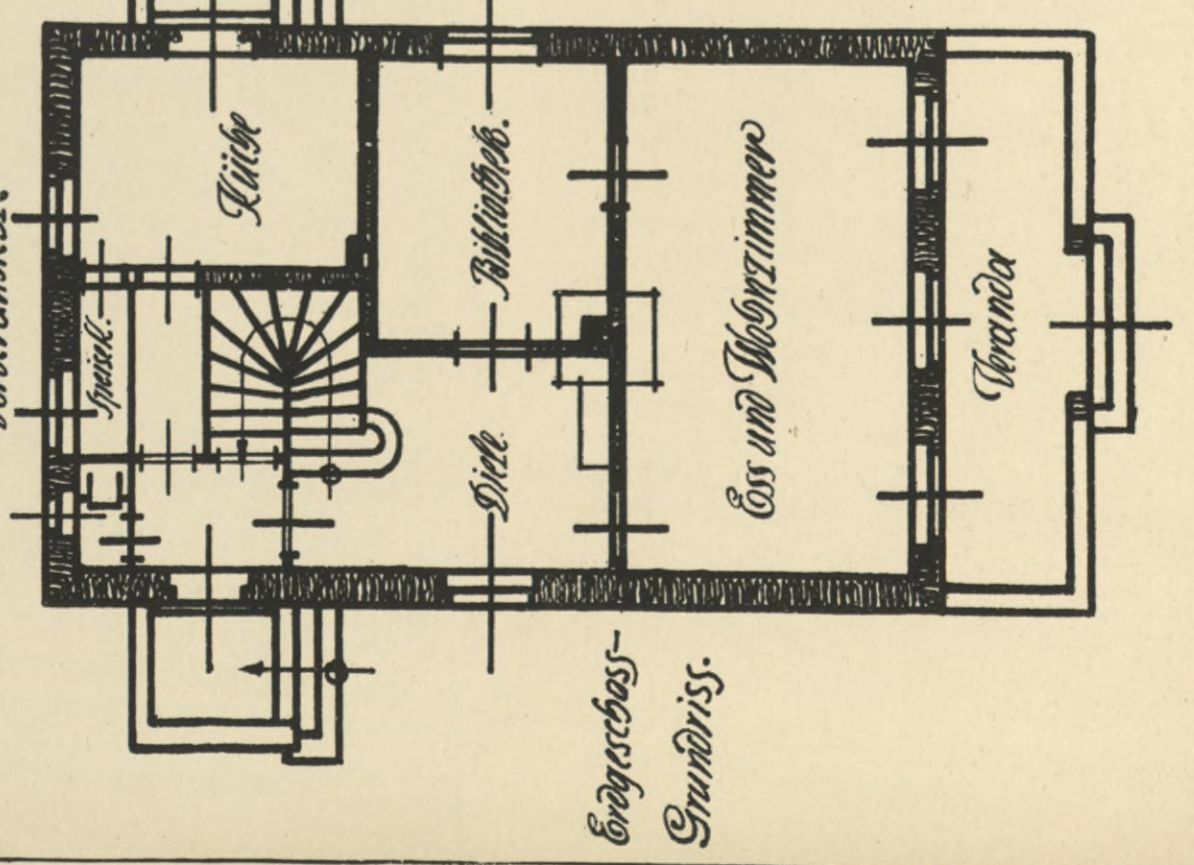 Küche
Speisek.
Bibliothek.
Diele
Ess und Wohnzimmer
Veranda
Erdgeschoss-
Grundriss.